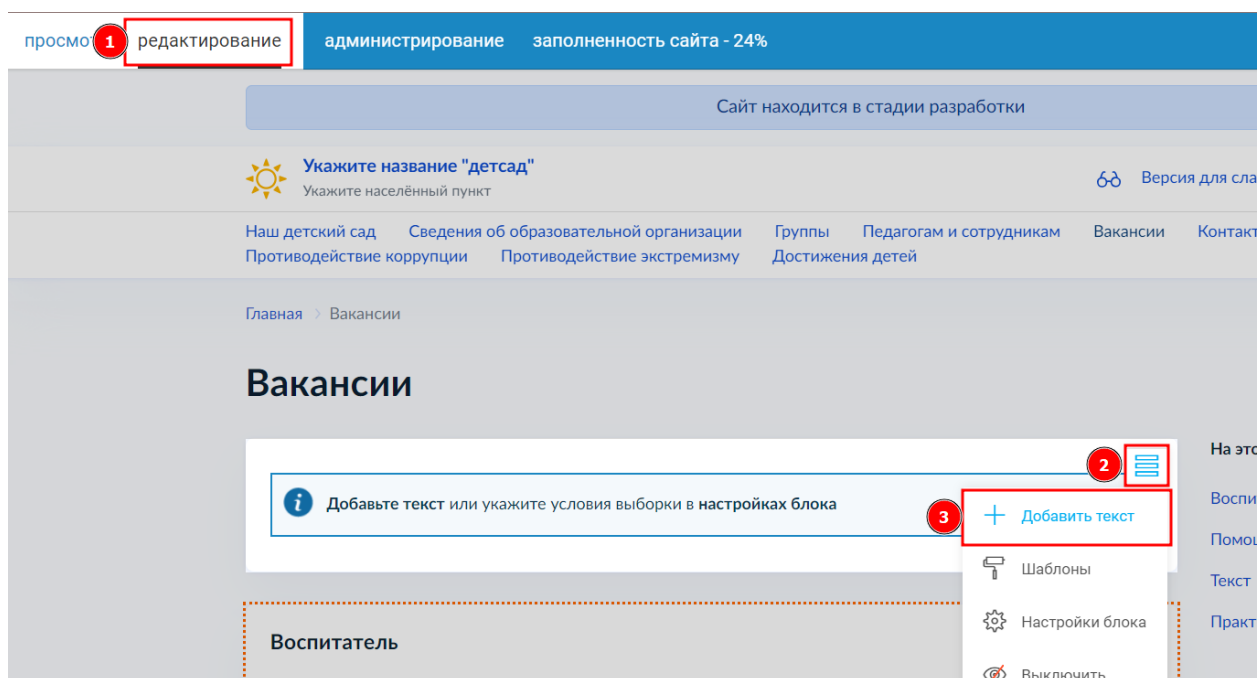 просмо 1 редактирование администрирование заполненность сайта - 24%
Сайт находится в стадии разработки
Укажите название "детсад"
Укажите населённый пункт
Версия для сла
Наш детский сад Сведения об образовательной организации Группы Педагогам и сотрудникам Вакансии Контакт
Противодействие коррупции Противодействие экстремизму Достижения детей
Главная > Вакансии
Вакансии
2
Добавьте текст или укажите условия выборки в настройках блока
3 Добавить текст
Шаблоны
Настройки блока
Выключить
Воспитатель
На это
Воспи
Помощ
Текст
Практ